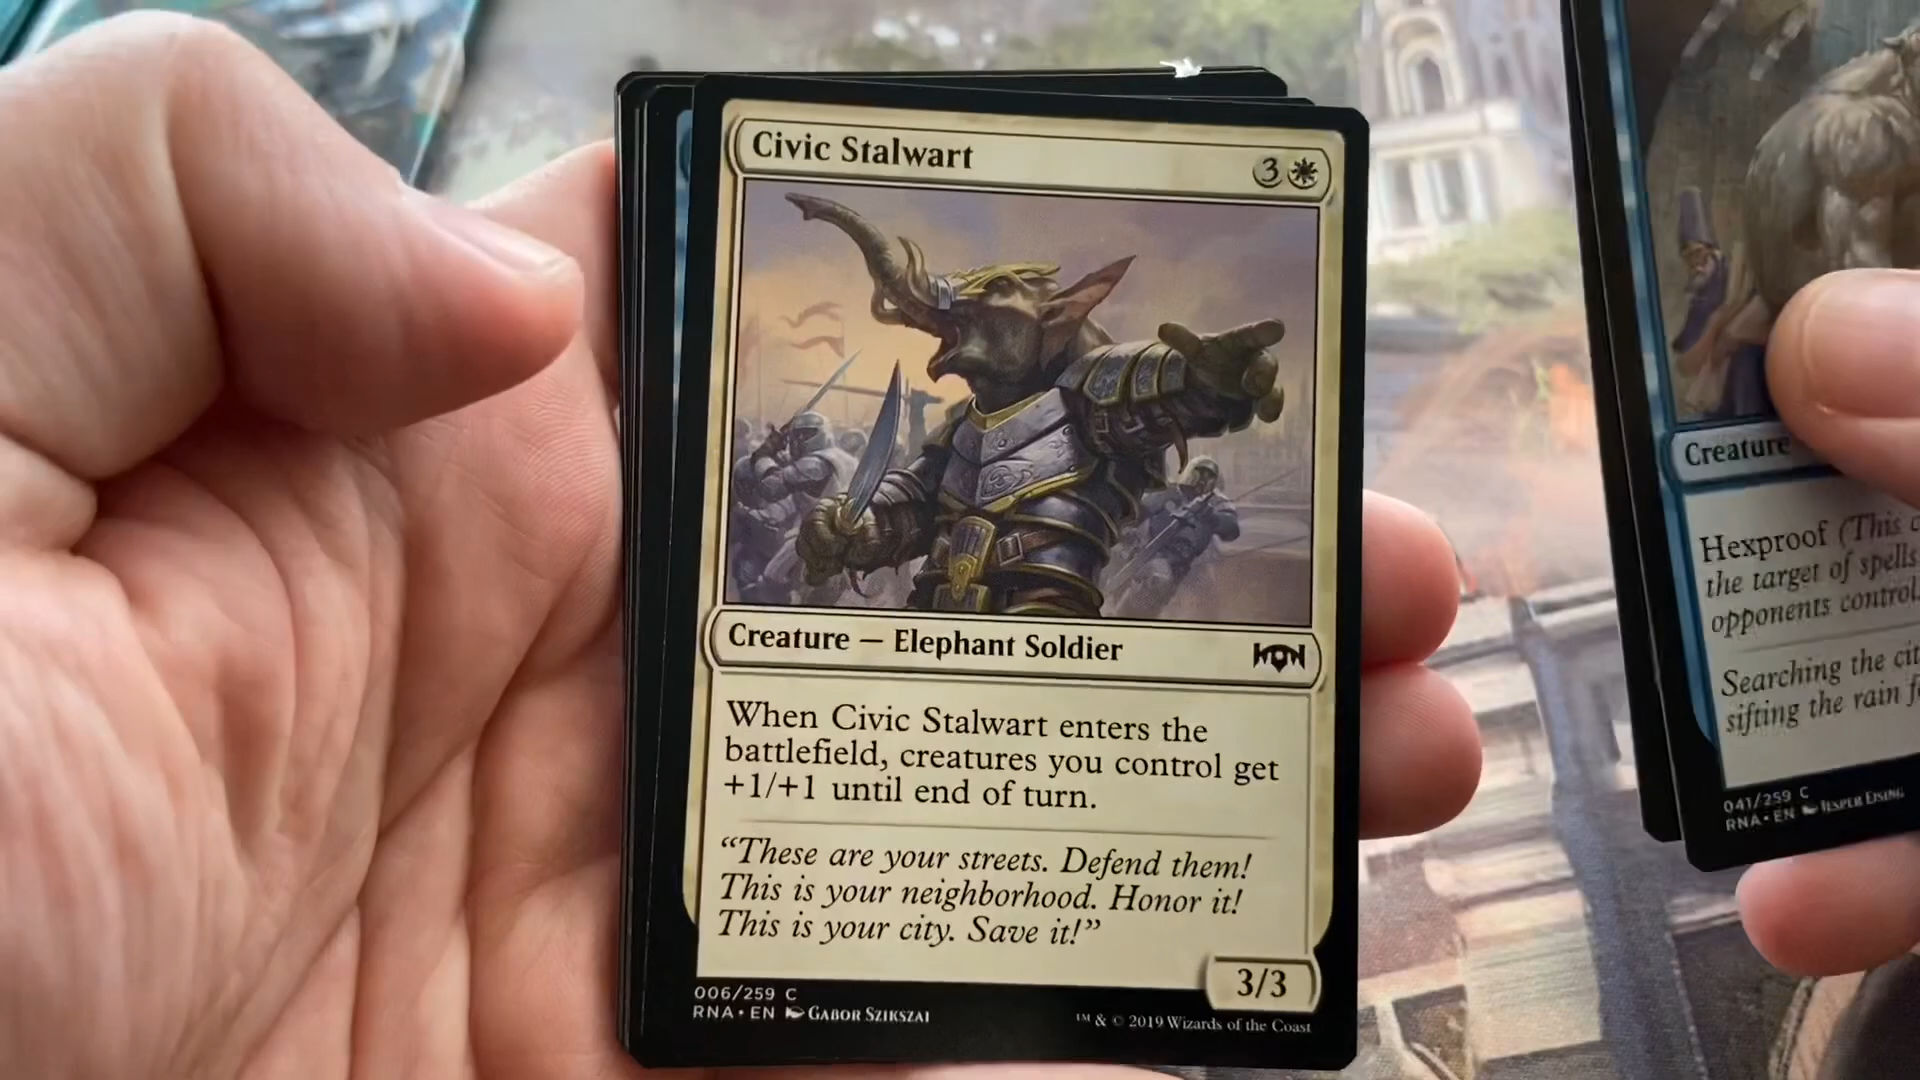 Civic Stalwart
3
Creature — Elephant Soldier
When Civic Stalwart enters the
battlefield, creatures you control get
+1/+1 until end of turn.
“These are your streets. Defend them!
This is your neighborhood. Honor it!
This is your city. Save it!”
3/3
006/259 C
RNA • EN Gabor Szikszai
™ & © 2019 Wizards of the Coast
Creature
Hexproof (This
the target of spells
opponents control.
Searching the cit
sifting the rain f
041/259 C
RNA • EN Jesper Ejsing